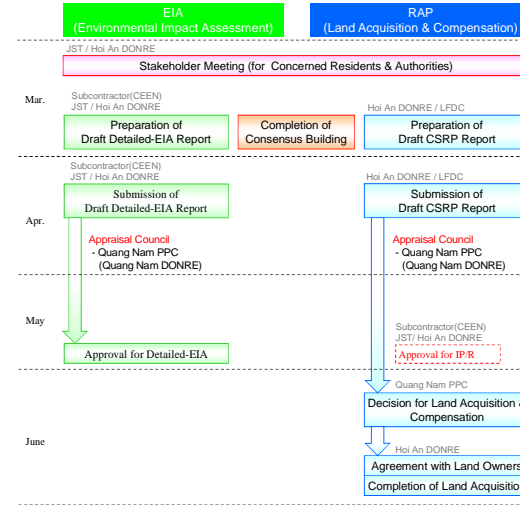 EIA
(Environmental Impact Assessment)
RAP
(Land Acquisition & Compensation)
JST / Hoi An DONRE
Stakeholder Meeting (for Concerned Residents & Authorities)
Mar.
Subcontractor(CEEN)
JST / Hoi An DONRE
Hoi An DONRE / LFDC
Preparation of
Draft Detailed-EIA Report
Completion of
Consensus Building
Preparation of
Draft CSRP Report
Subcontractor(CEEN)
JST / Hoi An DONRE
Hoi An DONRE / LFDC
Submission of
Draft Detailed-EIA Report
Submission of
Draft CSRP Report
Apr.
Appraisal Council
- Quang Nam PPC
(Quang Nam DONRE)
Appraisal Council
- Quang Nam PPC
(Quang Nam DONRE)
May
Subcontractor(CEEN)
JST/ Hoi An DONRE
Approval for Detailed-EIA
Approval for IP/R
Quang Nam PPC
Decision for Land Acquisition &
Compensation
June
Hoi An DONRE
Agreement with Land Owners
Completion of Land Acquisition